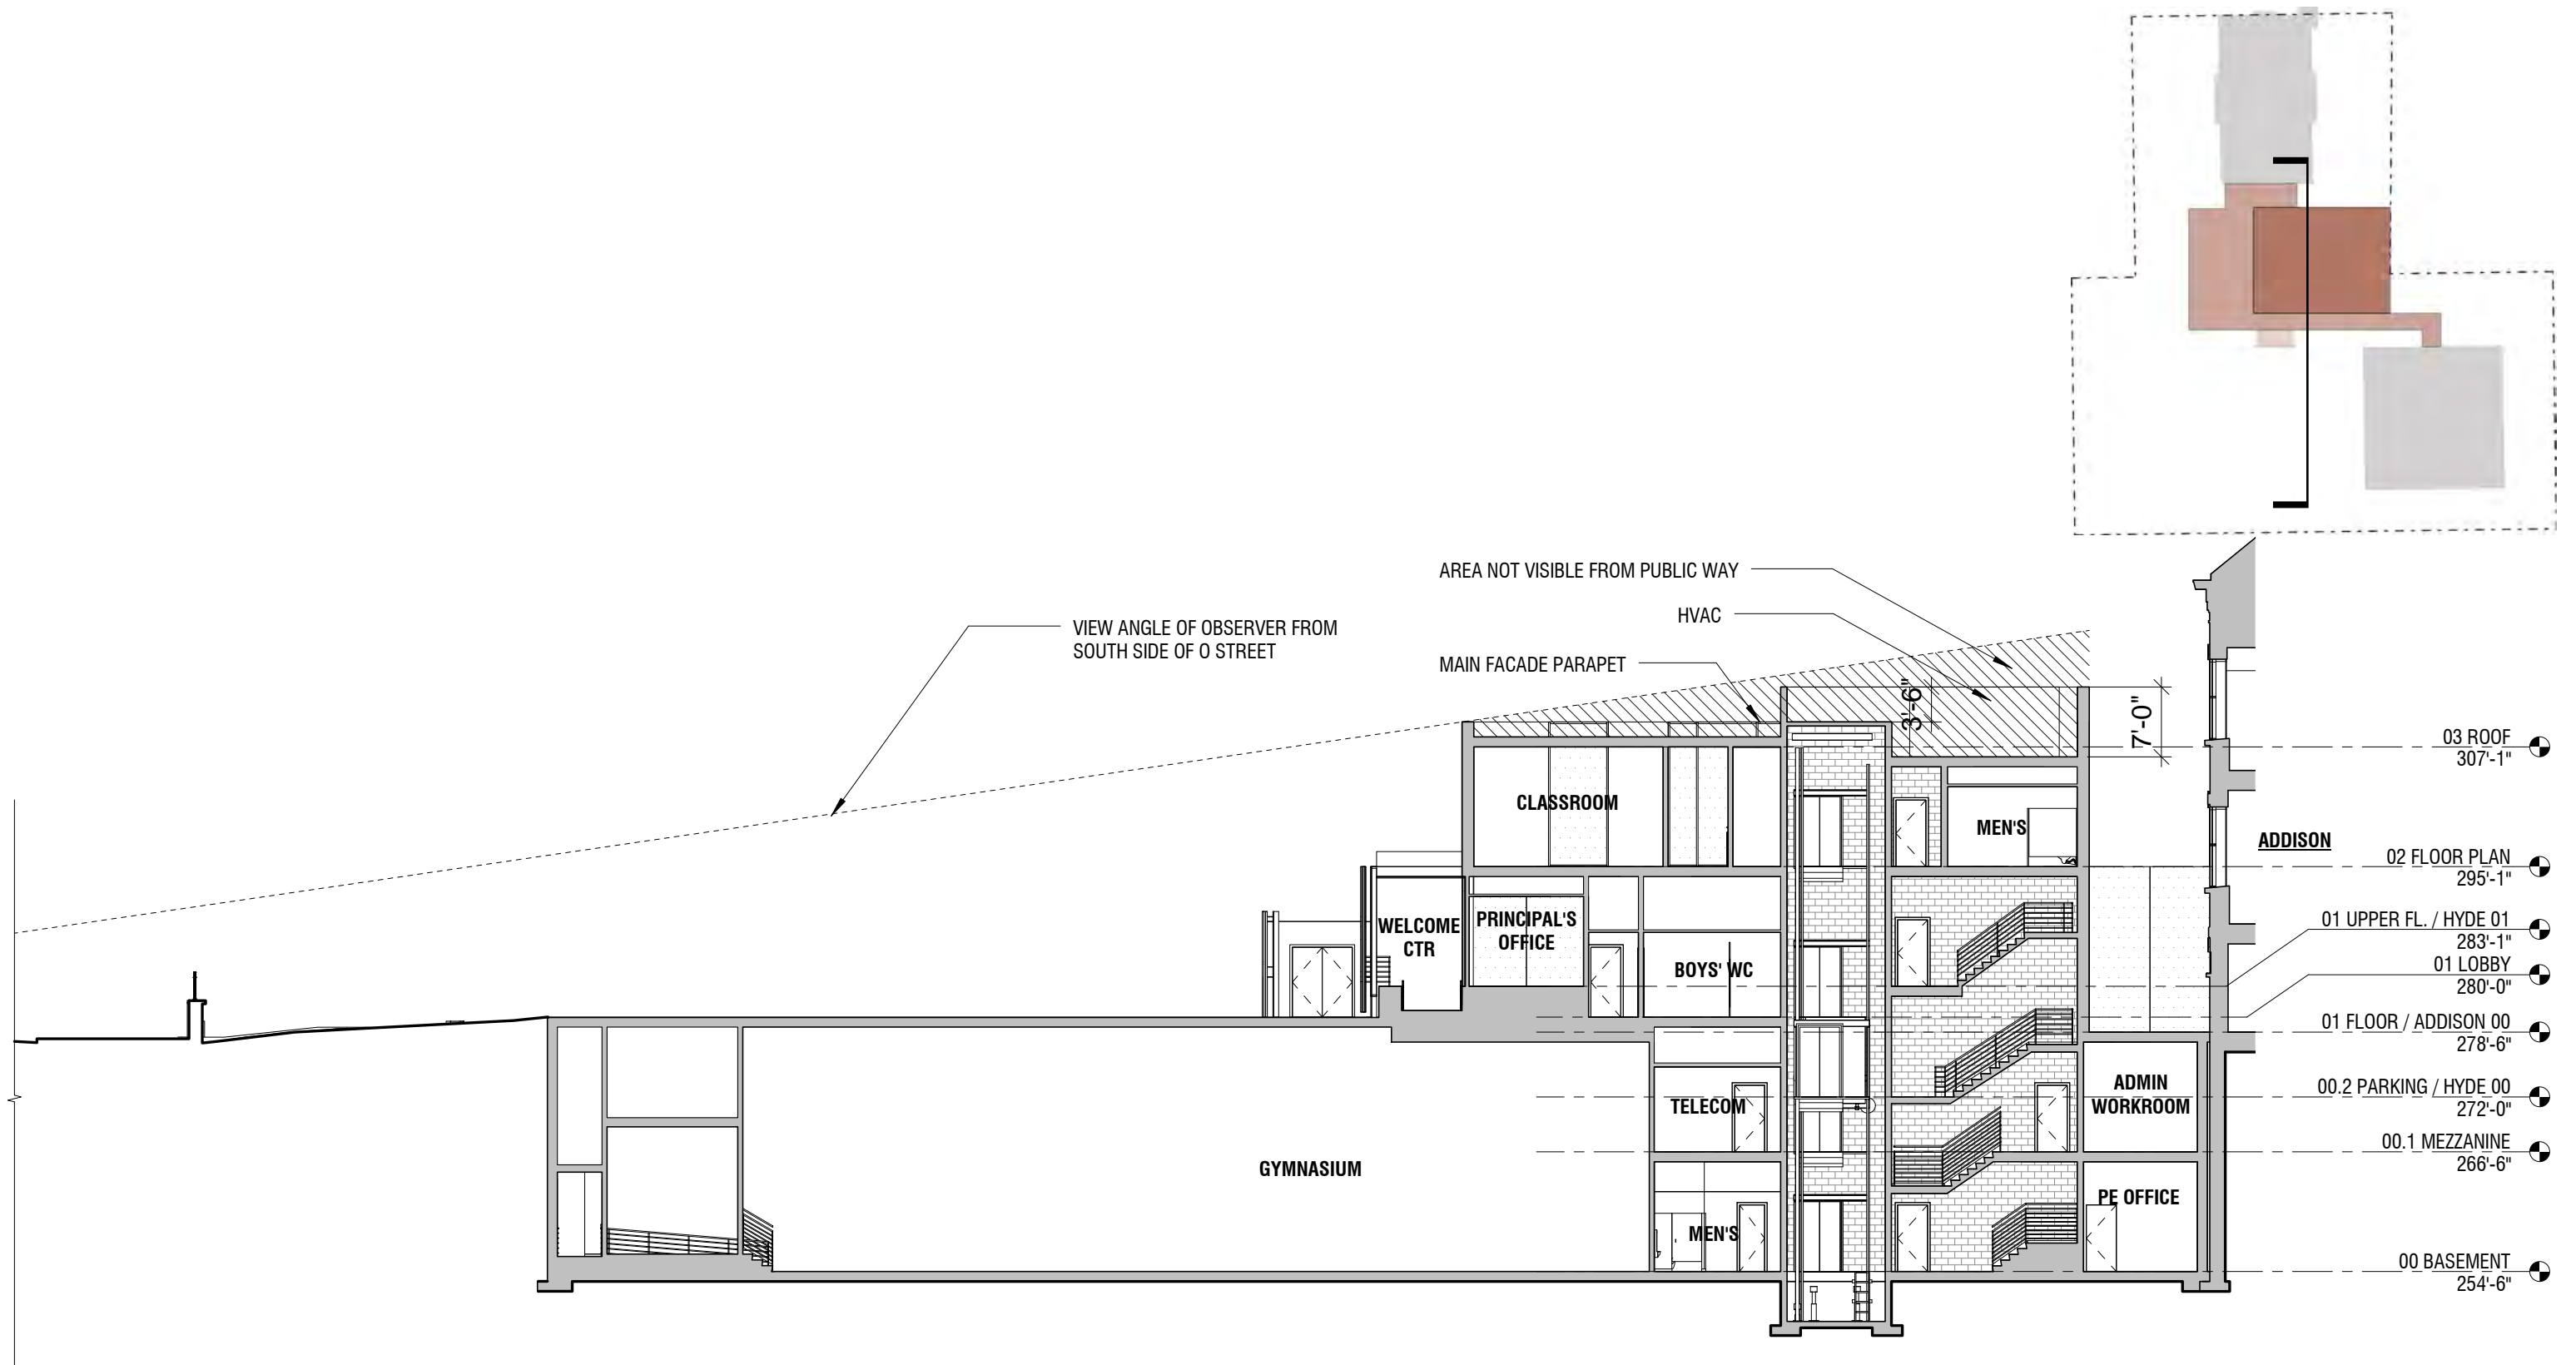 AREA NOT VISIBLE FROM PUBLIC WAY
HVAC
VIEW ANGLE OF OBSERVER FROM
SOUTH SIDE OF O STREET
MAIN FACADE PARAPET
3'-6"
7'-0"
03 ROOF
307'-1"
CLASSROOM
MEN'S
ADDISON
02 FLOOR PLAN
295'-1"
WELCOME
CTR
PRINCIPAL'S
OFFICE
BOYS' WC
01 UPPER FL. / HYDE 01
283'-1"
01 LOBBY
280'-0"
01 FLOOR / ADDISON 00
278'-6"
TELECOM
ADMIN
WORKROOM
00.2 PARKING / HYDE 00
272'-0"
GYMNASIUM
00.1 MEZZANINE
266'-6"
MEN'S
PE OFFICE
00 BASEMENT
254'-6"